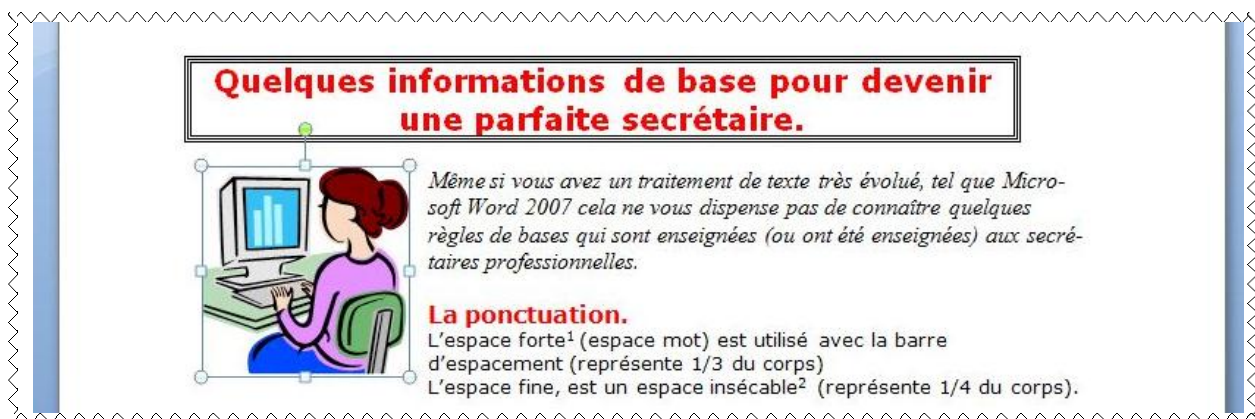 Quelques informations de base pour devenir
une parfaite secrétaire.
Même si vous avez un traitement de texte très évolué, tel que Micro-
soft Word 2007 cela ne vous dispense pas de connaître quelques
règles de bases qui sont enseignées (ou ont été enseignées) aux secré-
taires professionnelles.
La ponctuation.
L’espace forte¹ (espace mot) est utilisé avec la barre
d’espacement (représente 1/3 du corps)
L’espace fine, est un espace insécable² (représente 1/4 du corps).